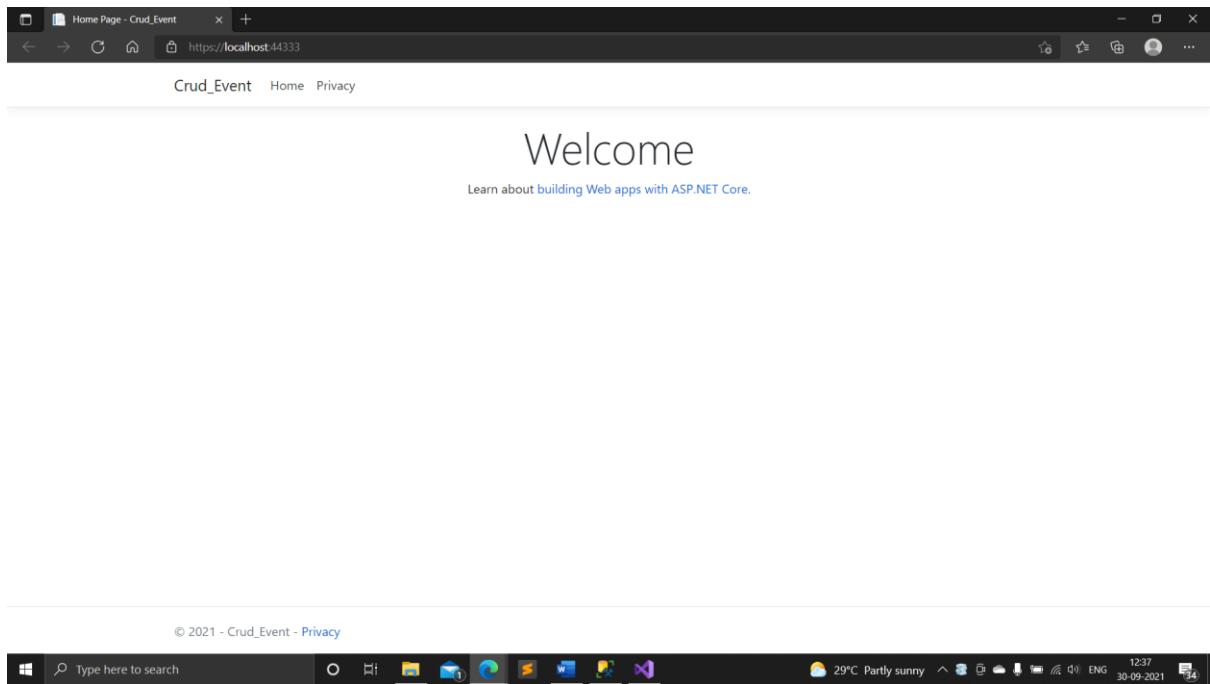 Home Page - Crud_Event
https://localhost:44333
Crud_Event Home Privacy
Welcome
Learn about building Web apps with ASP.NET Core.
© 2021 - Crud_Event - Privacy
Type here to search
29°C Partly sunny
ENG
12:37
30-09-2021
34
1